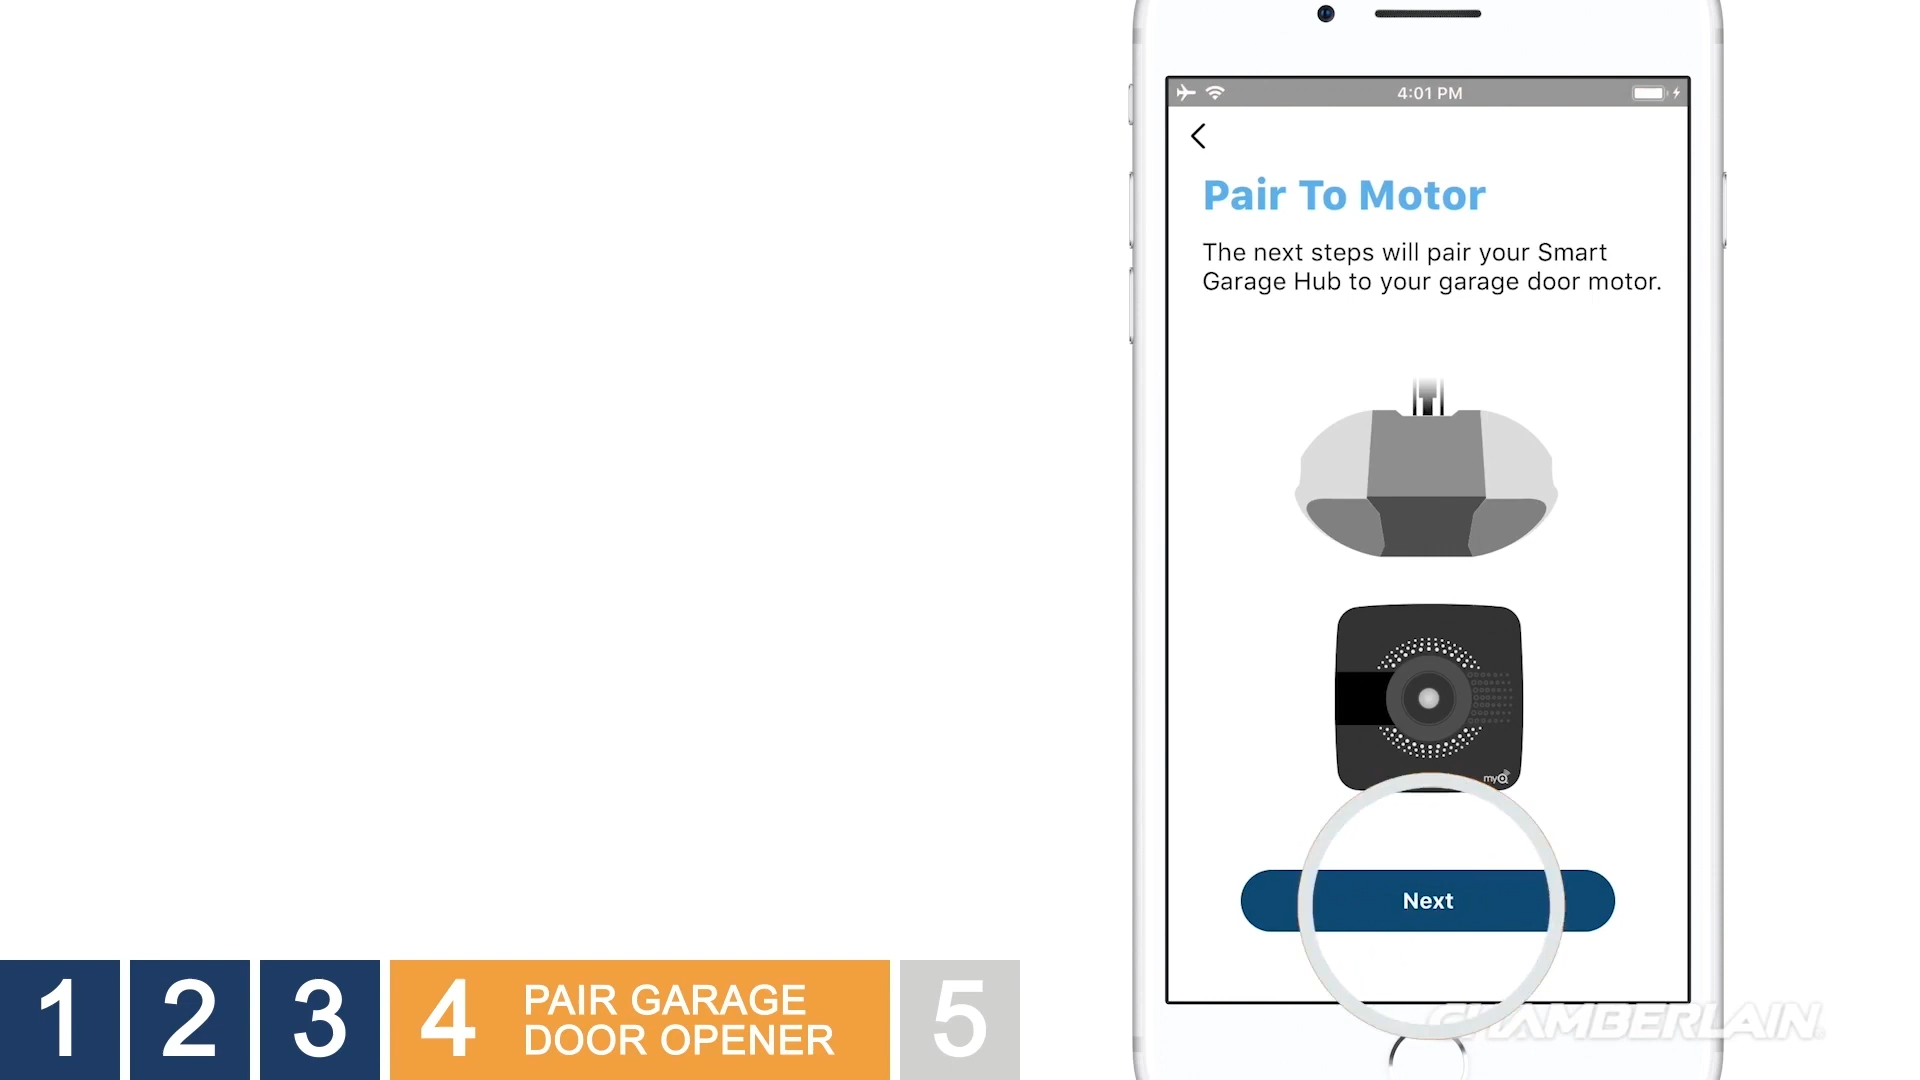 4:01 PM
Pair To Motor
The next steps will pair your Smart
Garage Hub to your garage door motor.
myQ
Next
1
2
3
4
PAIR GARAGE
DOOR OPENER
5
CHAMBERLAIN®